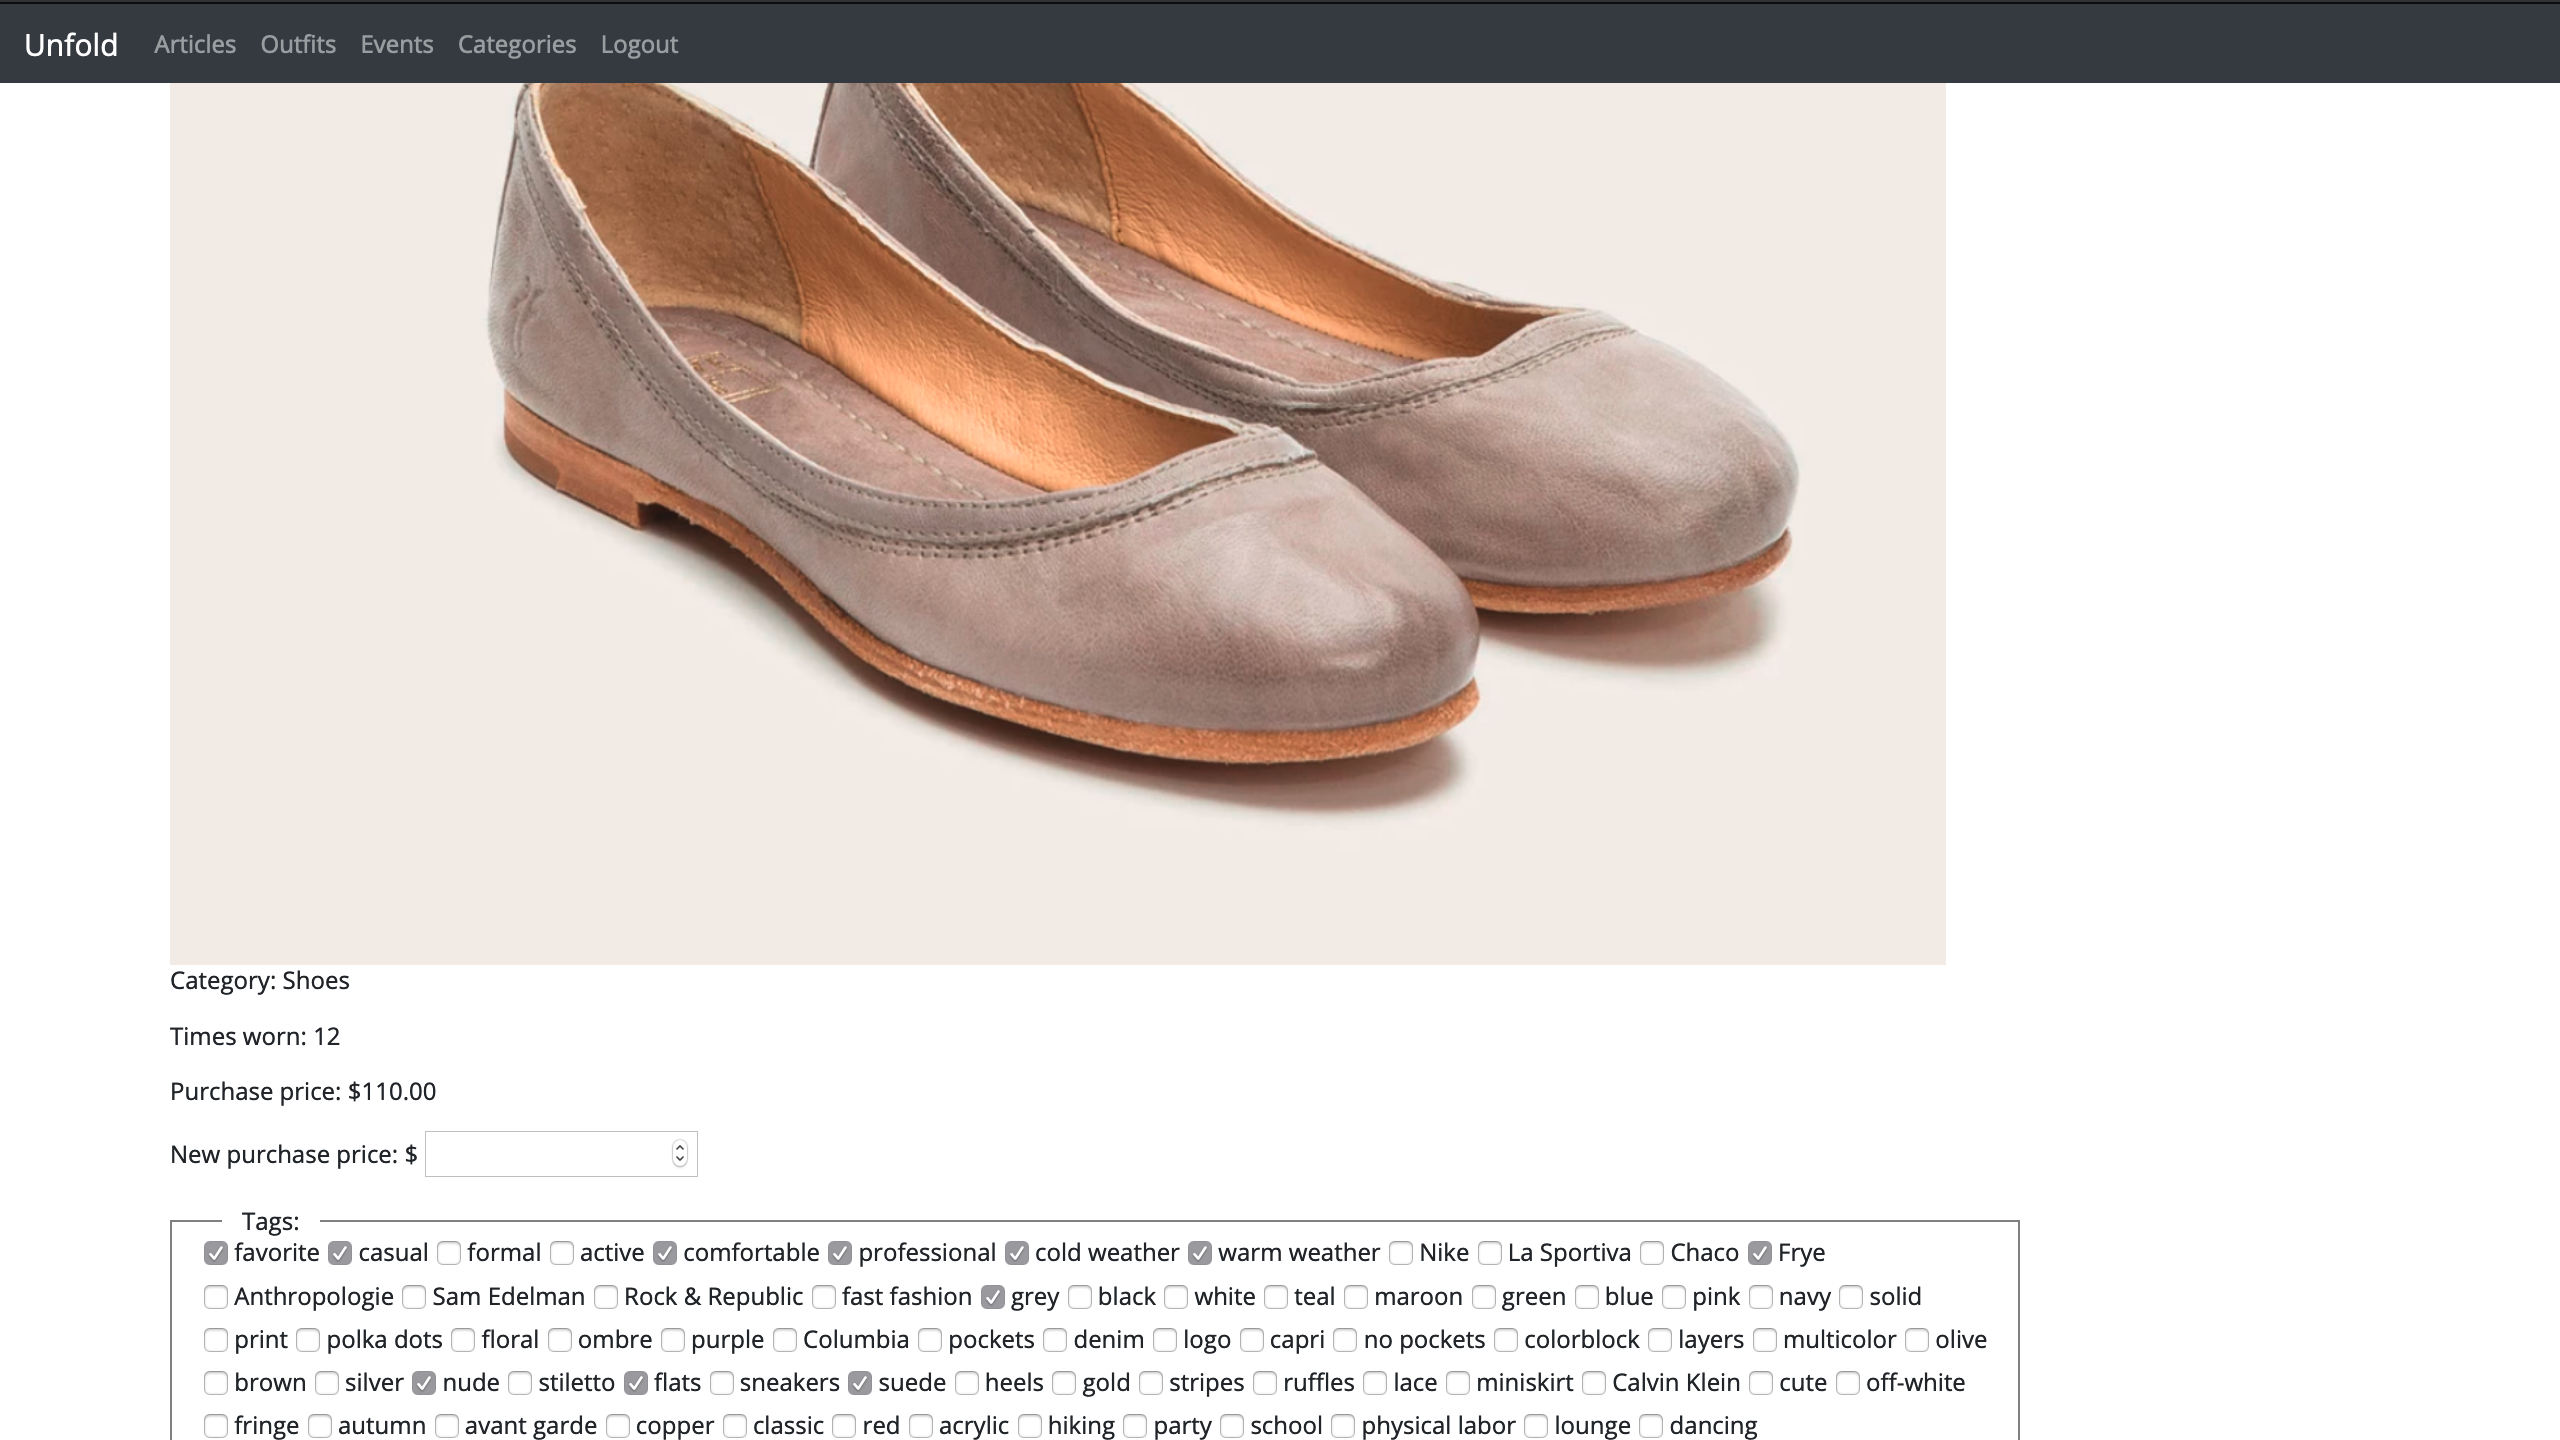 Unfold Articles Outfits Events Categories Logout
Category: Shoes
Times worn: 12
Purchase price: $110.00
New purchase price: $
Tags:
favorite casual formal active comfortable professional cold weather warm weather Nike La Sportiva Chaco Frye
Anthropologie Sam Edelman Rock & Republic fast fashion grey black white teal maroon green blue pink navy solid
print polka dots floral ombre purple Columbia pockets denim logo capri no pockets colorblock layers multicolor olive
brown silver nude stiletto flats sneakers suede heels gold stripes ruffles lace miniskirt Calvin Klein cute off-white
fringe autumn avant garde copper classic red acrylic hiking party school physical labor lounge dancing